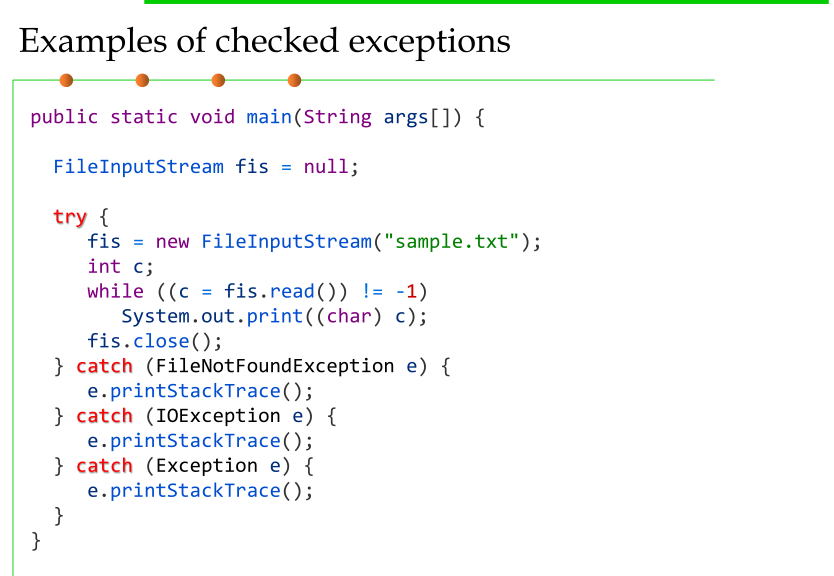 Examples of checked exceptions
public static void main(String args[]) {
FileInputStream fis = null;
try {
fis = new FileInputStream("sample.txt");
int c;
while ((c = fis.read()) != -1)
System.out.print((char) c);
fis.close();
} catch (FileNotFoundException e) {
e.printStackTrace();
} catch (IOException e) {
e.printStackTrace();
} catch (Exception e) {
e.printStackTrace();
}
}